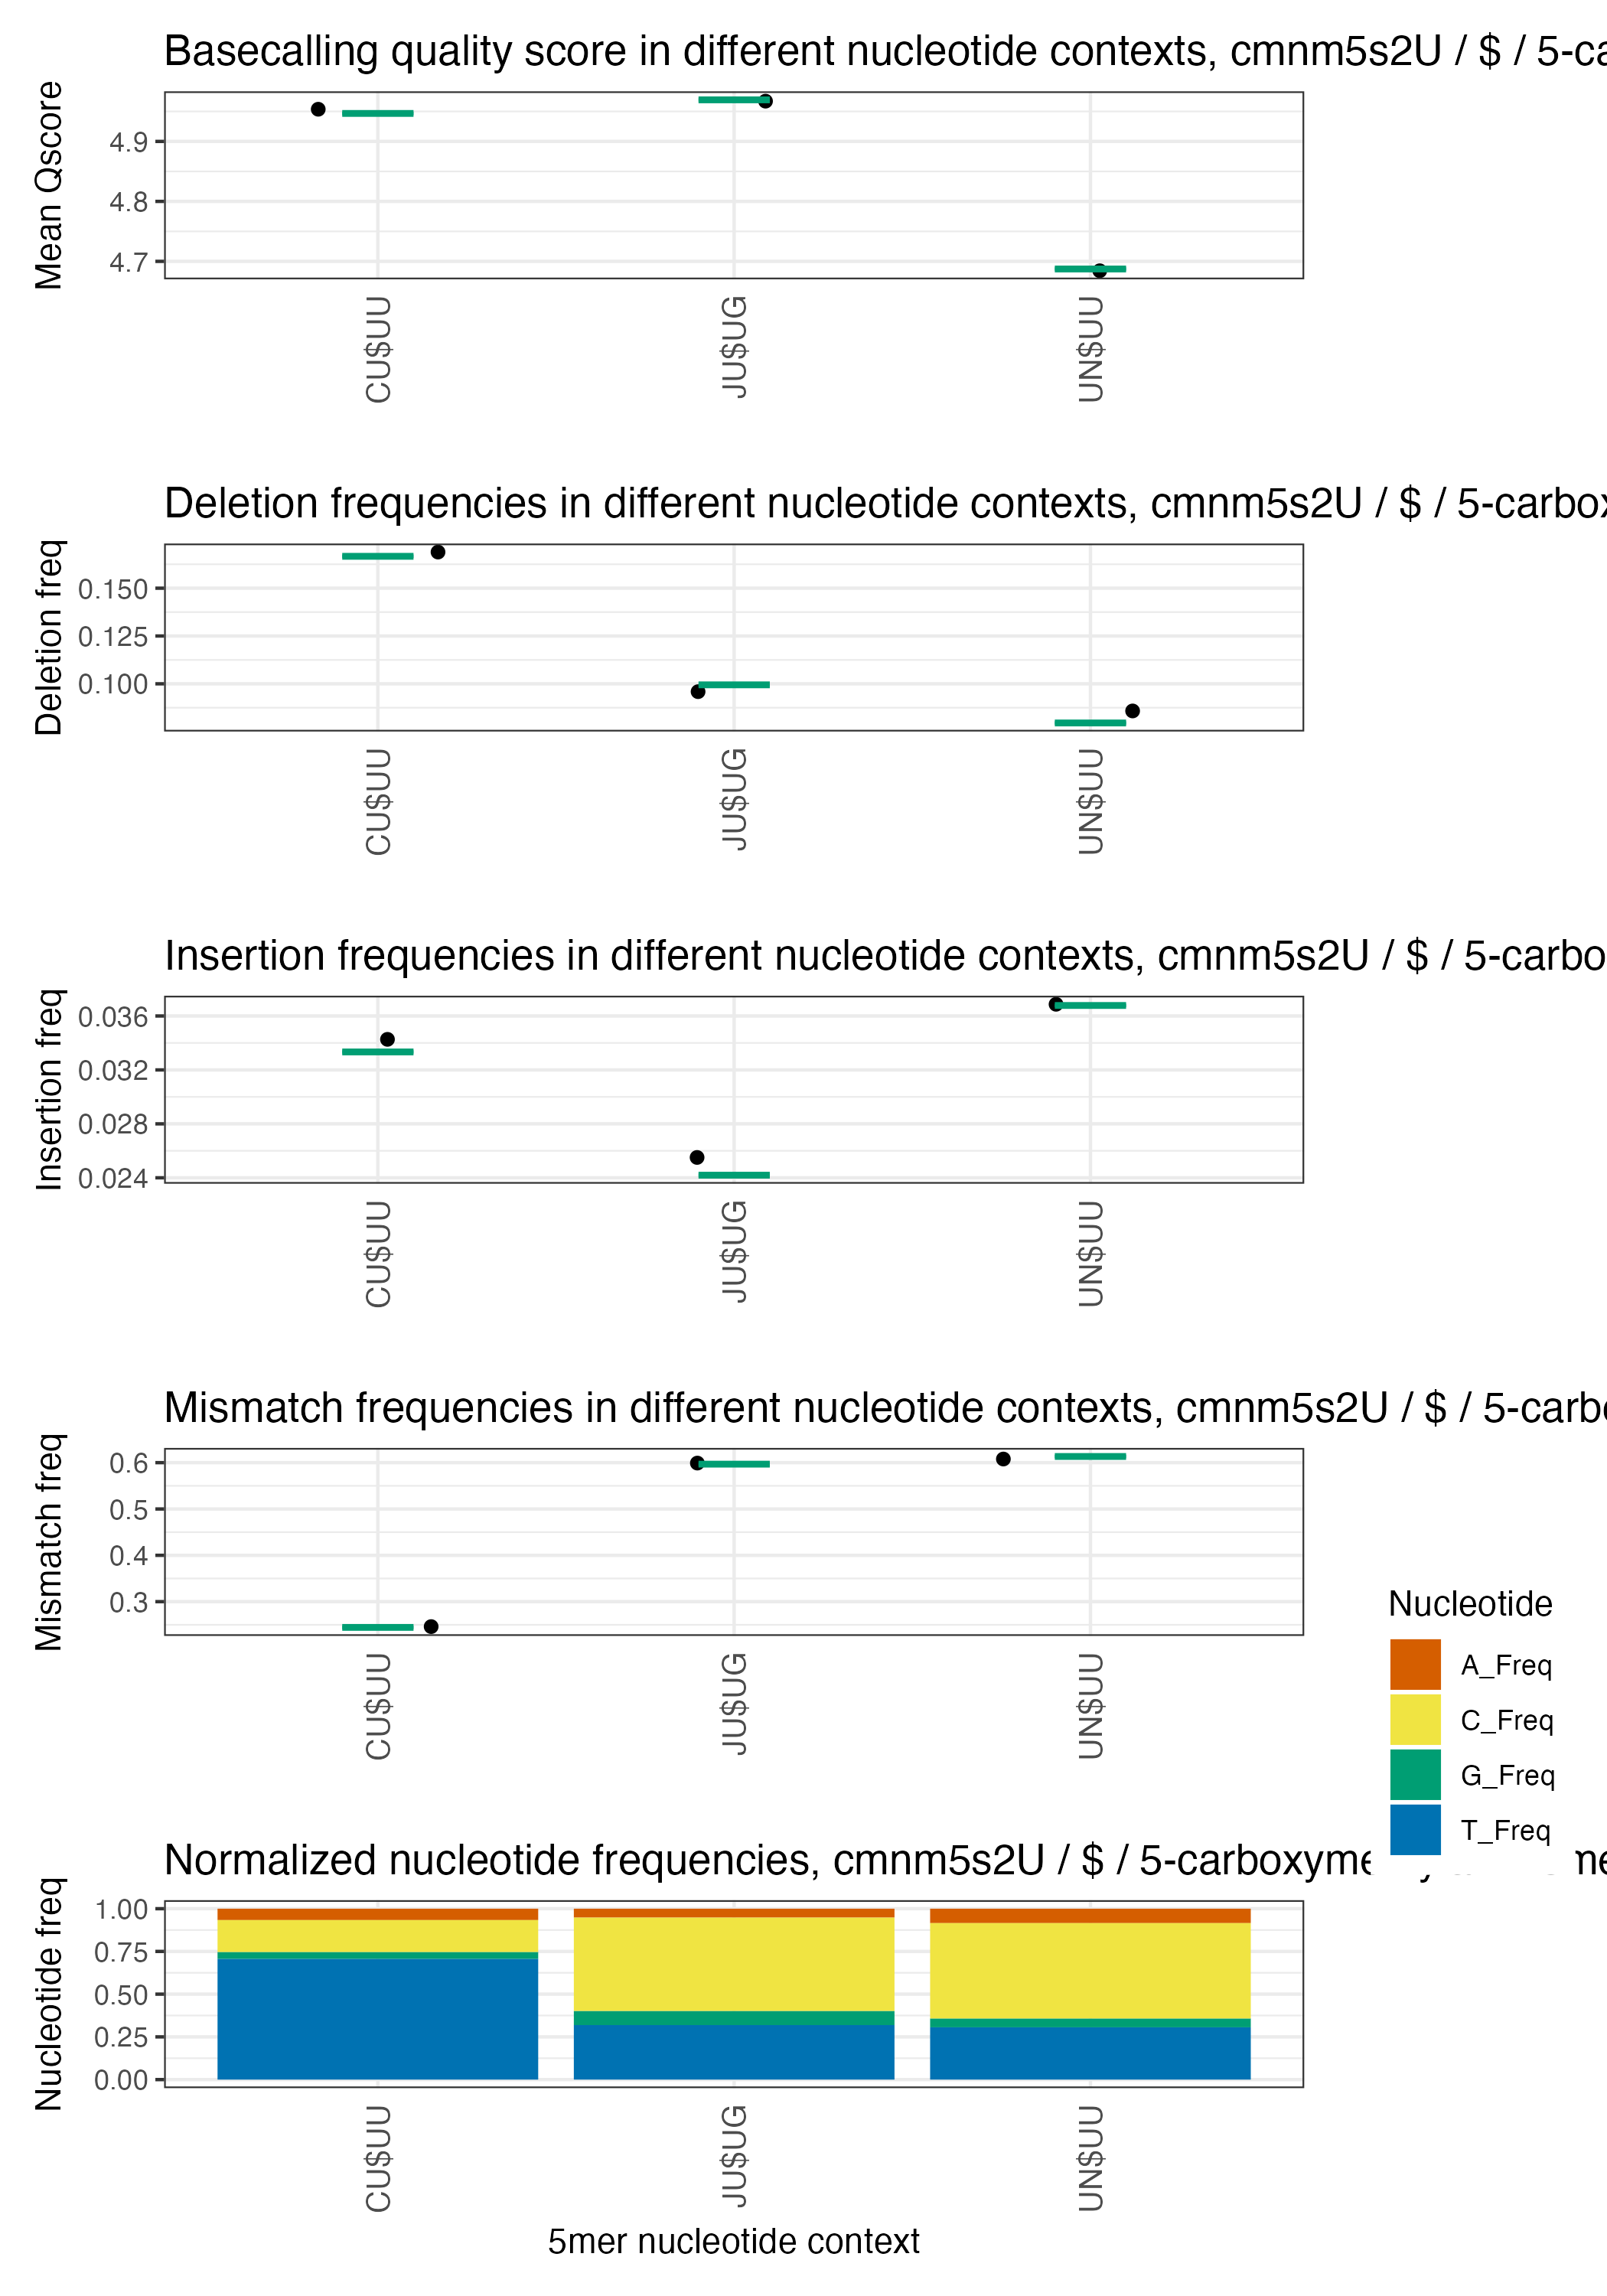 Basecalling quality score in different nucleotide contexts, cmnm5s2U / $ / 5-ca
Mean Qscore
4.9
4.8
4.7
CU$UU
JU$UG
UN$UU
Deletion frequencies in different nucleotide contexts, cmnm5s2U / $ / 5-carbox
Deletion freq
0.150
0.125
0.100
CU$UU
JU$UG
UN$UU
Insertion frequencies in different nucleotide contexts, cmnm5s2U / $ / 5-carbo
Insertion freq
0.036
0.032
0.028
0.024
CU$UU
JU$UG
UN$UU
Mismatch frequencies in different nucleotide contexts, cmnm5s2U / $ / 5-carbo
Mismatch freq
0.6
0.5
0.4
0.3
CU$UU
JU$UG
UN$UU
Nucleotide
A_Freq
C_Freq
G_Freq
T_Freq
Normalized nucleotide frequencies, cmnm5s2U / $ / 5-carboxyme
Nucleotide freq
1.00
0.75
0.50
0.25
0.00
CU$UU
JU$UG
UN$UU
5mer nucleotide context